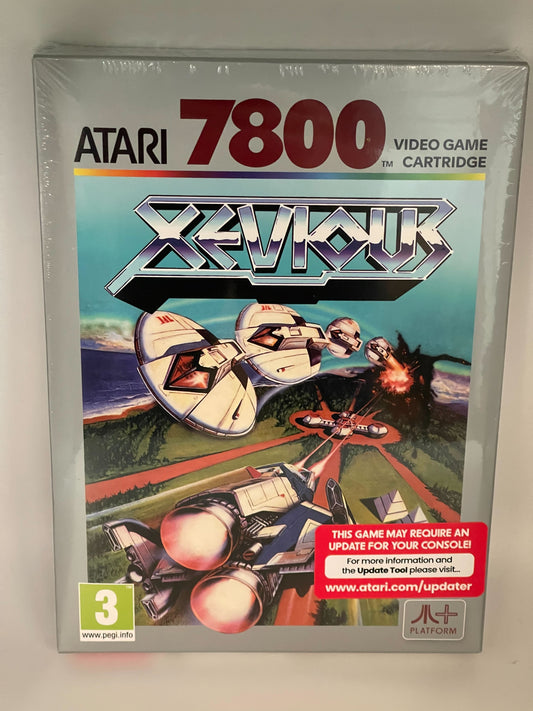 ATARI 7800 ™ VIDEO GAME
CARTRIDGE
XEVIOUS
THIS GAME MAY REQUIRE AN
UPDATE FOR YOUR CONSOLE!
For more information and
the Update Tool please visit...
www.atari.com/updater
3
www.pegi.info
PLATFORM